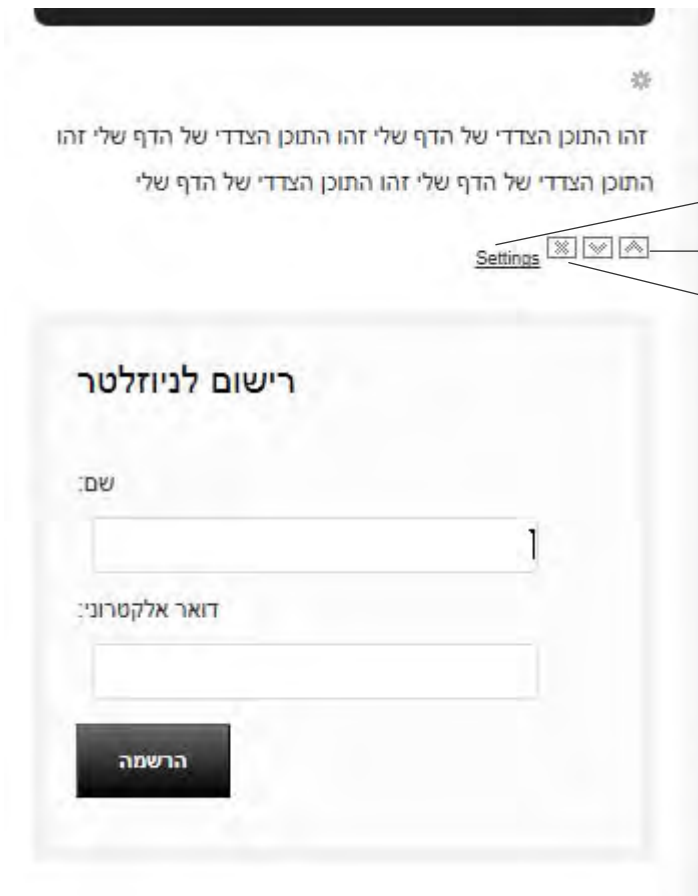 זהו התוכן הצדדי של הדף שלי זהו התוכן הצדדי של הדף שלי זהו
התוכן הצדדי של הדף שלי זהו התוכן הצדדי של הדף שלי
Settings
רישום לניוזלטר
שם:
דואר אלקטרוני:
הרשמה